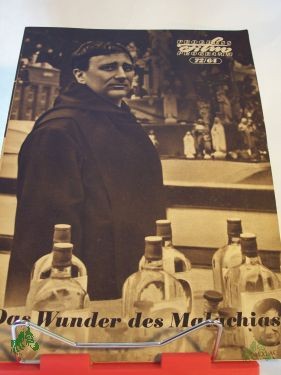 PROGRESS
Film
PROGRAMM
72/64
Das Wunder des Malachias